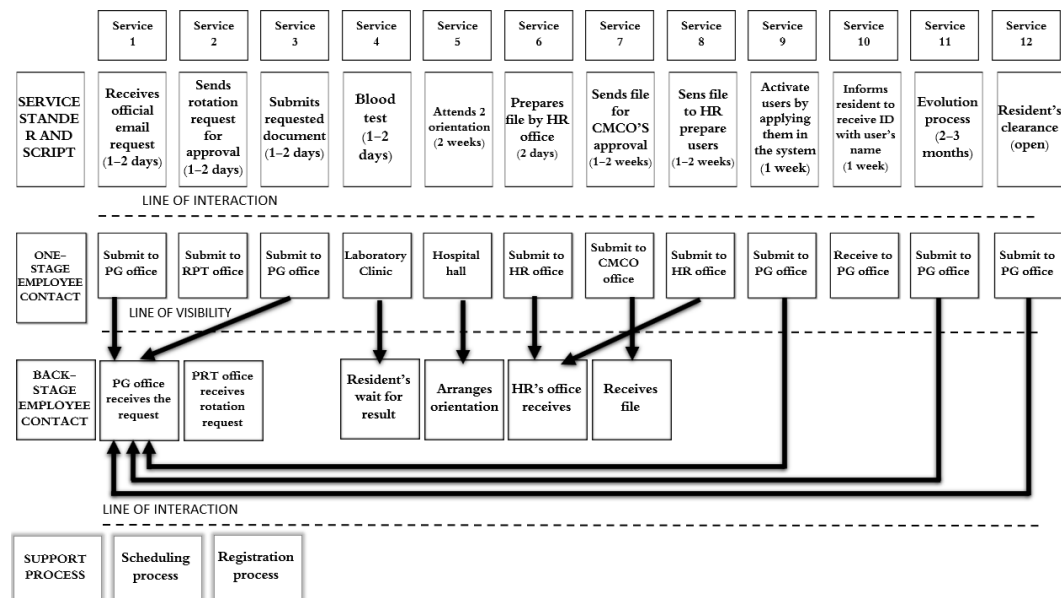 Service
1
Service
2
Service
3
Service
4
Service
5
Service
6
Service
7
Service
8
Service
9
Service
10
Service
11
Service
12
SERVICE
STANDE
R AND
SCRIPT
Receives
official
email
request
(1–2 days)
Sends
rotation
request
for
approval
(1–2 days)
Submits
requested
document
(1–2 days)
Blood
test
(1–2
days)
Attends 2
orientation
(2 weeks)
Prepares
file by HR
office
(2 days)
Sends
file for
CMCO'S
approval
(1–2 weeks)
Sens file
to HR
prepare
users
(1–2 weeks)
Activate
users by
applying
them in
the system
(1 week)
Informs
resident to
receive ID
with user's
name
(1 week)
Evolution
process
(2–3
months)
Resident's
clearance
(open)
LINE OF INTERACTION
ONE–
STAGE
EMPLOYEE
CONTACT
Submit to
PG office
Submit to
RPT office
Submit to
PG office
Laboratory
Clinic
Hospital
hall
Submit to
HR office
Submit to
CMCO
office
Submit to
HR office
Submit to
PG office
Receive to
PG office
Submit to
PG office
Submit to
PG office
LINE OF VISIBILITY
BACK–
STAGE
EMPLOYEE
CONTACT
PG office
receives the
request
PRT office
receives
rotation
request
Resident's
wait for
result
Arranges
orientation
HR's office
receives
Receives
file
LINE OF INTERACTION
SUPPORT
PROCESS
Scheduling
process
Registration
process